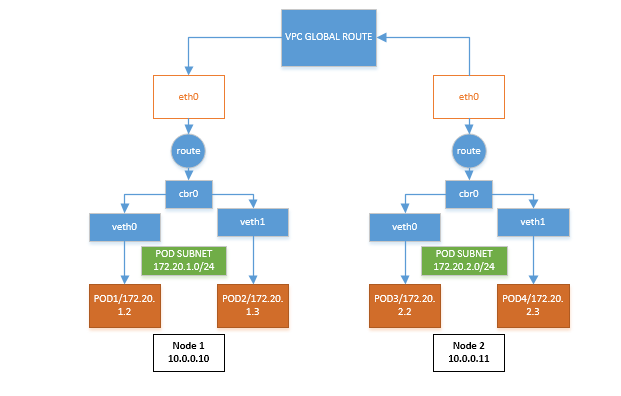 VPC GLOBAL ROUTE
eth0
eth0
route
route
cbr0
cbr0
veth0
veth1
veth0
veth1
POD SUBNET
172.20.1.0/24
POD SUBNET
172.20.2.0/24
POD1/172.20.
1.2
POD2/172.20.
1.3
POD3/172.20.
2.2
POD4/172.20.
2.3
Node 1
10.0.0.10
Node 2
10.0.0.11